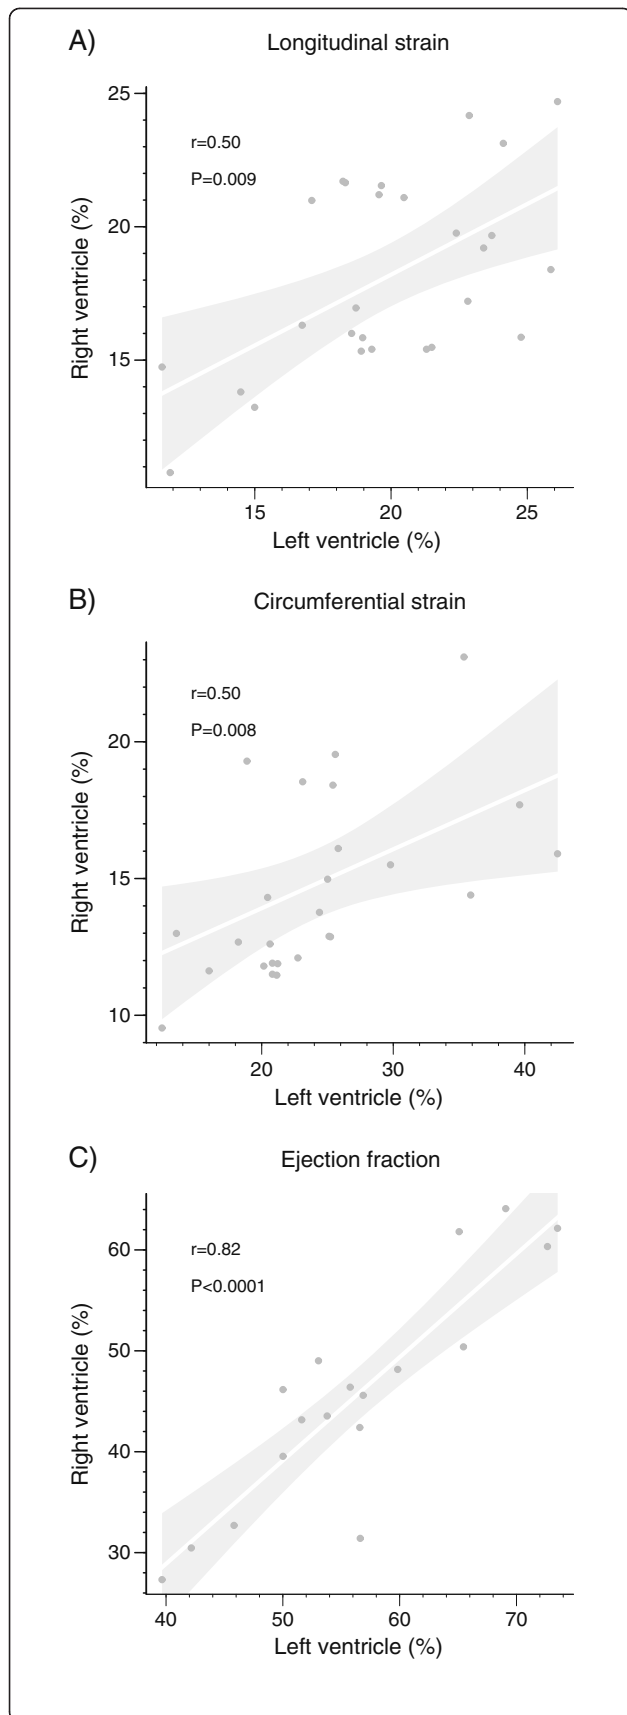 A) Longitudinal strain
25
r=0.50
P=0.009
20
Right ventricle (%)
15
15 20 25
Left ventricle (%)
B) Circumferential strain
r=0.50
P=0.008
20
Right ventricle (%)
15
10
20 30 40
Left ventricle (%)
C) Ejection fraction
r=0.82
60
P<0.0001
50
Right ventricle (%)
40
30
40 50 60 70
Left ventricle (%)